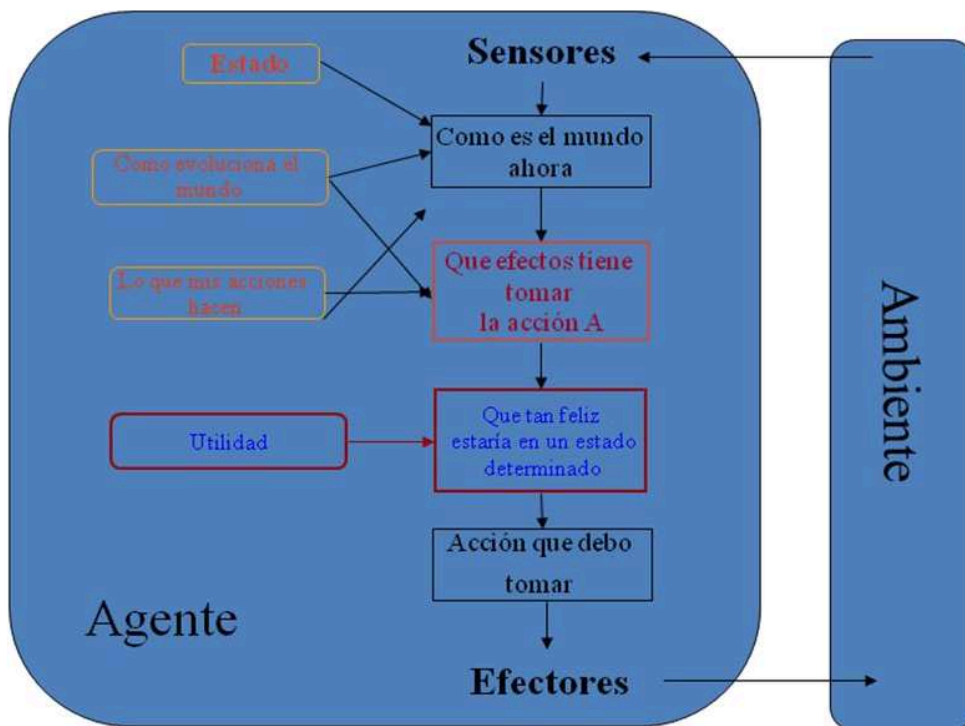 Sensores
Estado
Como es el mundo
ahora
Como evoluciona el
mundo
Que efectos tiene
tomar
la acción A
Lo que mis acciones
hacen
Que tan feliz
estaría en un estado
determinado
Utilidad
Acción que debo
tomar
Agente
Efectores
Ambiente